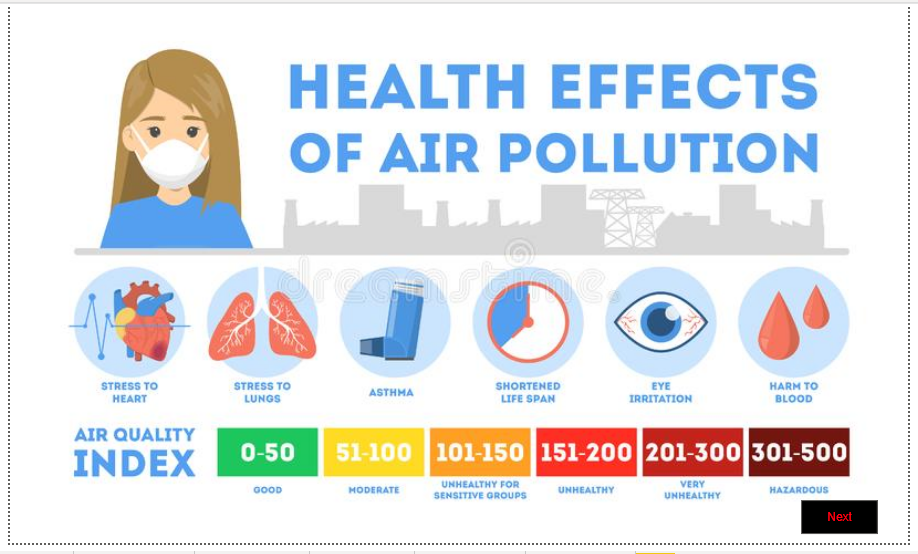 HEALTH EFFECTS
OF AIR POLLUTION
dreamstime
STRESS TO
HEART
STRESS TO
LUNGS
ASTHMA
SHORTENED
LIFE SPAN
EYE
IRRITATION
HARM TO
BLOOD
AIR QUALITY
INDEX
0-50
51-100
101-150
151-200
201-300
301-500
GOOD
MODERATE
UNHEALTHY FOR
SENSITIVE GROUPS
UNHEALTHY
VERY
UNHEALTHY
HAZARDOUS
Next